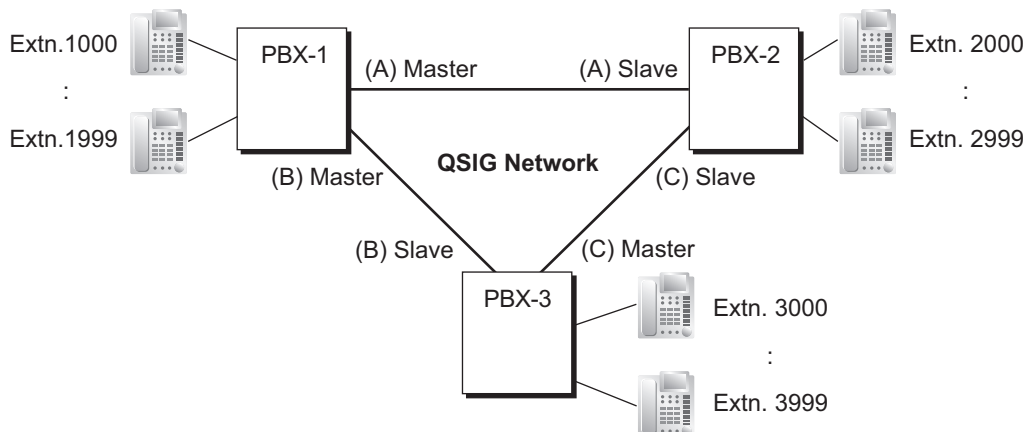 Extn.1000
:
Extn.1999
PBX-1
(A) Master
(A) Slave
PBX-2
Extn. 2000
:
Extn. 2999
QSIG Network
(B) Master
(C) Slave
(B) Slave
(C) Master
PBX-3
Extn. 3000
:
Extn. 3999